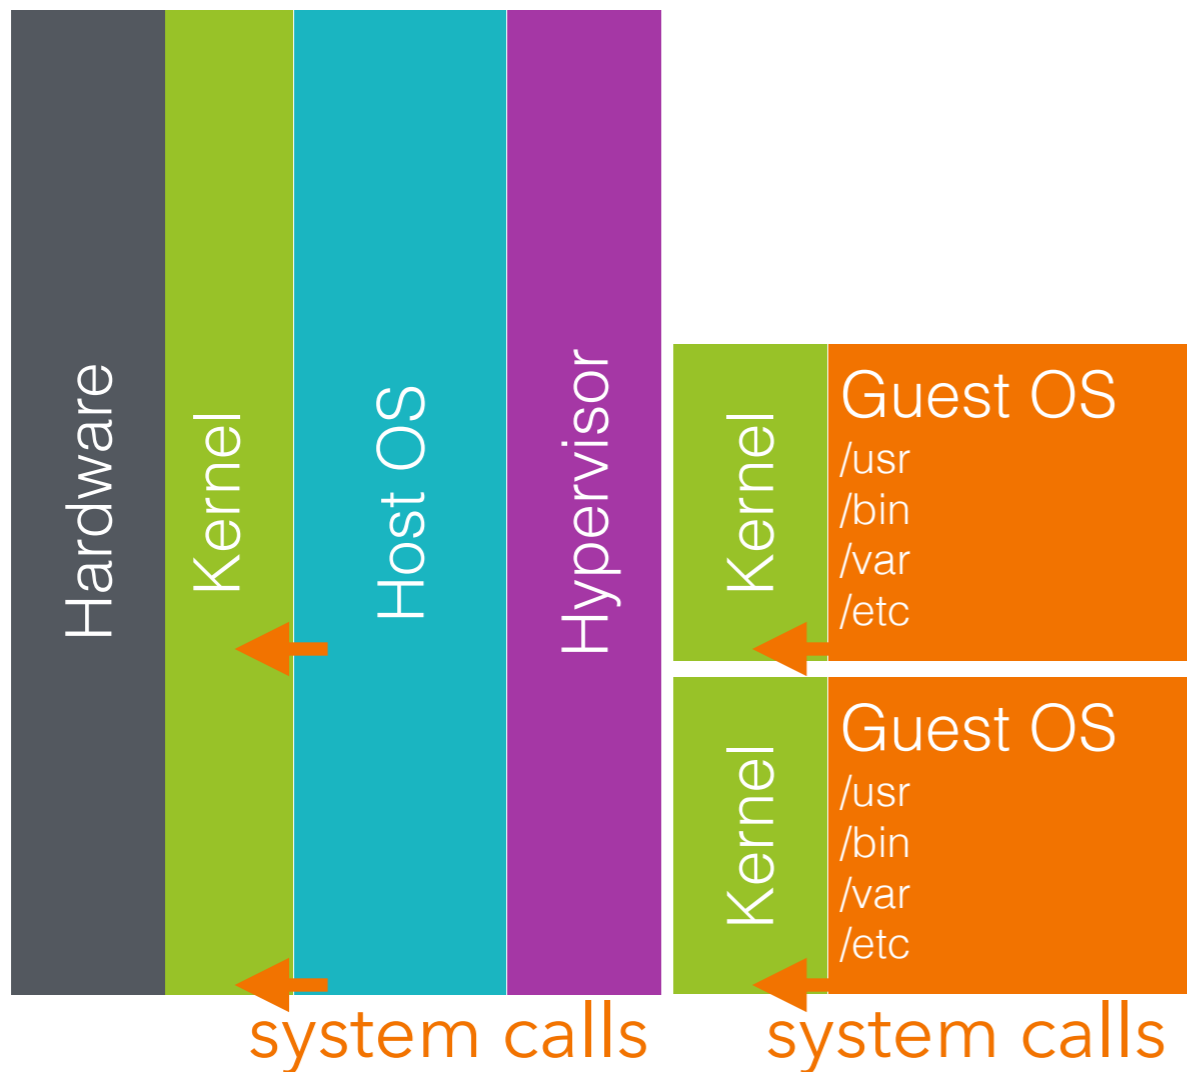 Hardware
Kernel
Host OS
Hypervisor
Kernel
Guest OS
/usr
/bin
/var
/etc
Kernel
Guest OS
/usr
/bin
/var
/etc
system calls
system calls